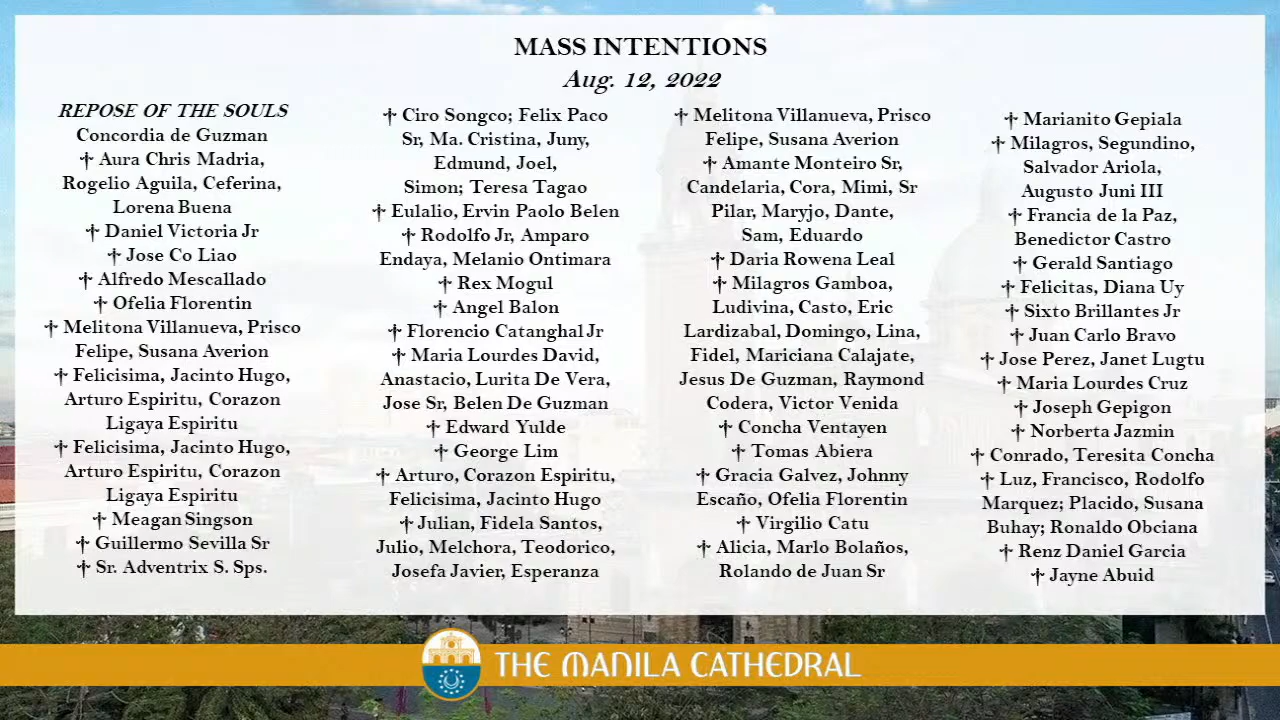 MASS INTENTIONS
Aug. 12, 2022
REPOSE OF THE SOULS
Concordia de Guzman
✝ Aura Chris Madria,
Rogelio Aguila, Ceferina,
Lorena Buena
✝ Daniel Victoria Jr
✝ Jose Co Liao
✝ Alfredo Mescallado
✝ Ofelia Florentin
✝ Melitona Villanueva, Prisco
Felipe, Susana Averion
✝ Felicisima, Jacinto Hugo,
Arturo Espiritu, Corazon
Ligaya Espiritu
✝ Felicisima, Jacinto Hugo,
Arturo Espiritu, Corazon
Ligaya Espiritu
✝ Meagan Singson
✝ Guillermo Sevilla Sr
✝ Sr. Adventrix S. Sps.
✝ Ciro Songco; Felix Paco
Sr, Ma. Cristina, Juny,
Edmund, Joel,
Simon; Teresa Tagao
✝ Eulalio, Ervin Paolo Belen
✝ Rodolfo Jr, Amparo
Endaya, Melanio Ontimara
✝ Rex Mogul
✝ Angel Balon
✝ Florencio Catanghal Jr
✝ Maria Lourdes David,
Anastacio, Lurita De Vera,
Jose Sr, Belen De Guzman
✝ Edward Yulde
✝ George Lim
✝ Arturo, Corazon Espiritu,
Felicisima, Jacinto Hugo
✝ Julian, Fidela Santos,
Julio, Melchora, Teodorico,
Josefa Javier, Esperanza
✝ Melitona Villanueva, Prisco
Felipe, Susana Averion
✝ Amante Monteiro Sr,
Candelaria, Cora, Mimi, Sr
Pilar, Maryjo, Dante,
Sam, Eduardo
✝ Daria Rowena Leal
✝ Milagros Gamboa,
Ludivina, Casto, Eric
Lardizabal, Domingo, Lina,
Fidel, Mariciana Calajate,
Jesus De Guzman, Raymond
Codera, Victor Venida
✝ Concha Ventayen
✝ Tomas Abiera
✝ Gracia Galvez, Johnny
Escaño, Ofelia Florentin
✝ Virgilio Catu
✝ Alicia, Marlo Bolaños,
Rolando de Juan Sr
✝ Marianito Gepiala
✝ Milagros, Segundino,
Salvador Ariola,
Augusto Juni III
✝ Francia de la Paz,
Benedictor Castro
✝ Gerald Santiago
✝ Felicitas, Diana Uy
✝ Sixto Brillantes Jr
✝ Juan Carlo Bravo
✝ Jose Perez, Janet Lugtu
✝ Maria Lourdes Cruz
✝ Joseph Gepigon
✝ Norberta Jazmin
✝ Conrado, Teresita Concha
✝ Luz, Francisco, Rodolfo
Marquez; Placido, Susana
Buhay; Ronaldo Obciana
✝ Renz Daniel Garcia
✝ Jayne Abuid
THE MANILA CATHEDRAL